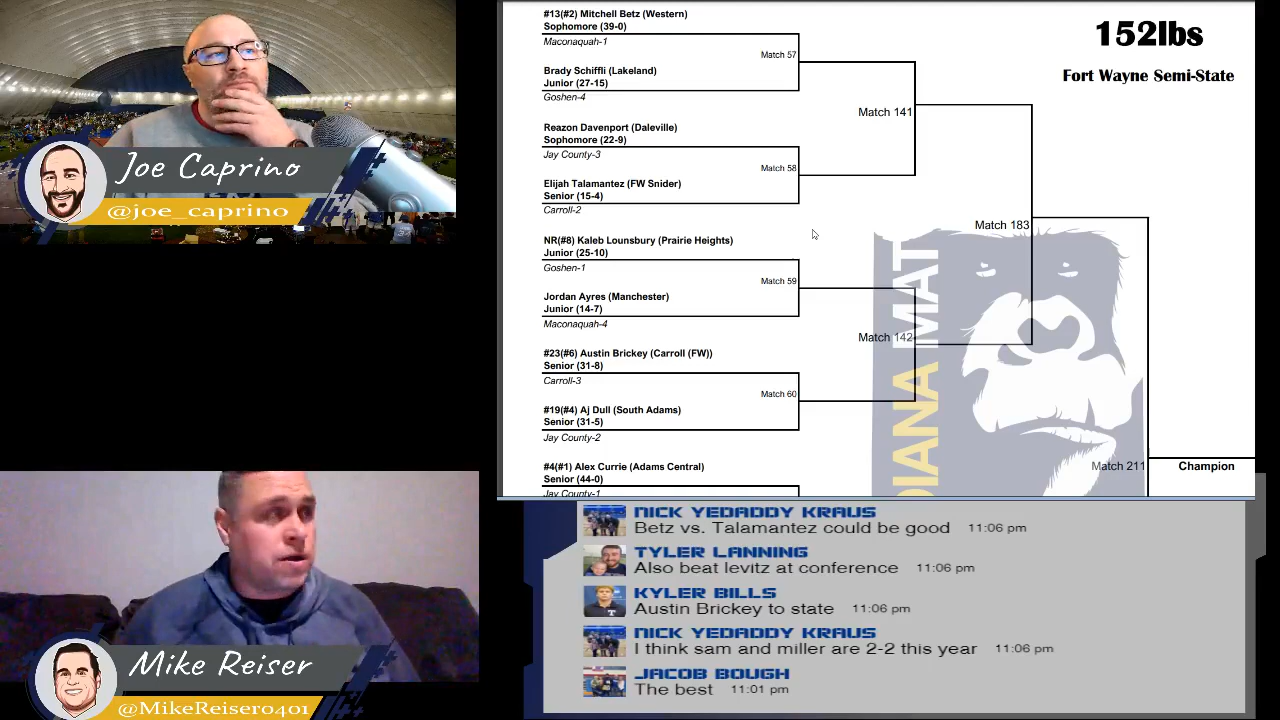 Joe Caprino
@joe_caprino
152lbs
Fort Wayne Semi-State
#13(#2) Mitchell Betz (Western)
Sophomore (39-0)
Maconaquah-1
Match 57
Brady Schiffli (Lakeland)
Junior (27-15)
Goshen-4
Match 141
Reazon Davenport (Daleville)
Sophomore (22-9)
Jay County-3
Match 58
Elijah Talamantez (FW Snider)
Senior (15-4)
Carroll-2
Match 183
NR(#8) Kaleb Lounsbury (Prairie Heights)
Junior (25-10)
Goshen-1
Match 59
Jordan Ayres (Manchester)
Junior (14-7)
Maconaquah-4
Match 142
#23(#6) Austin Brickey (Carroll (FW))
Senior (31-8)
Carroll-3
Match 60
#19(#4) Aj Dull (South Adams)
Senior (31-5)
Jay County-2
#4(#1) Alex Currie (Adams Central)
Senior (44-0)
Jay County-1
Match 211
Champion
DIANA MAT
Mike Reiser
@MikeReiser0401
NICK YEDADDY KRAUS
Betz vs. Talamantez could be good 11:06 pm
TYLER LANNING
Also beat levitz at conference 11:06 pm
KYLER BILLS
Austin Brickey to state 11:06 pm
NICK YEDADDY KRAUS
I think sam and miller are 2-2 this year 11:06 pm
JACOB BOUGH
The best 11:01 pm